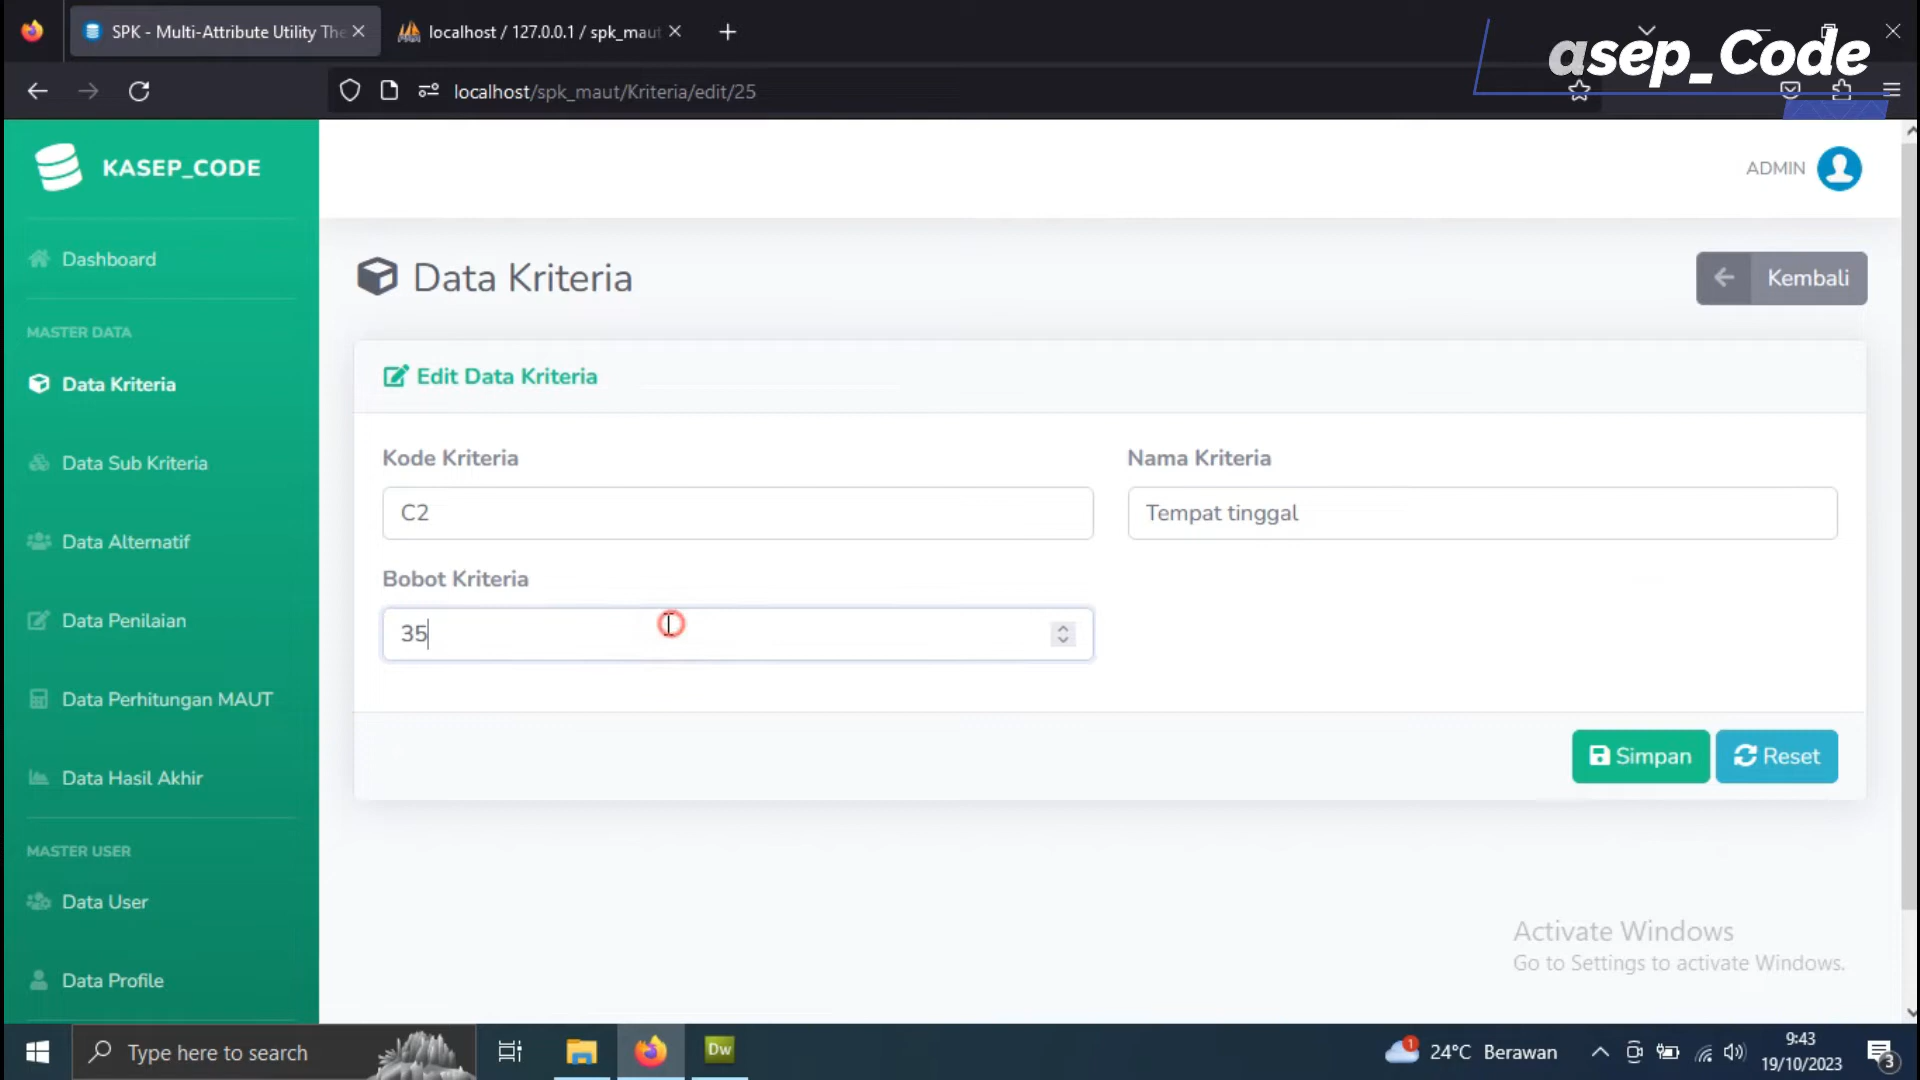 SPK - Multi-Attribute Utility The
localhost / 127.0.0.1 / spk_maut
asep_Code
localhost/spk_maut/Kriteria/edit/25
KASEP_CODE
ADMIN
Dashboard
Data Kriteria
Kembali
MASTER DATA
Data Kriteria
Data Sub Kriteria
Data Alternatif
Data Penilaian
Data Perhitungan MAUT
Data Hasil Akhir
MASTER USER
Data User
Data Profile
Edit Data Kriteria
Kode Kriteria
Nama Kriteria
C2
Tempat tinggal
Bobot Kriteria
35
Simpan
Reset
Activate Windows
Go to Settings to activate Windows.
Type here to search
Dw
1
24°C Berawan
9:43
19/10/2023
3